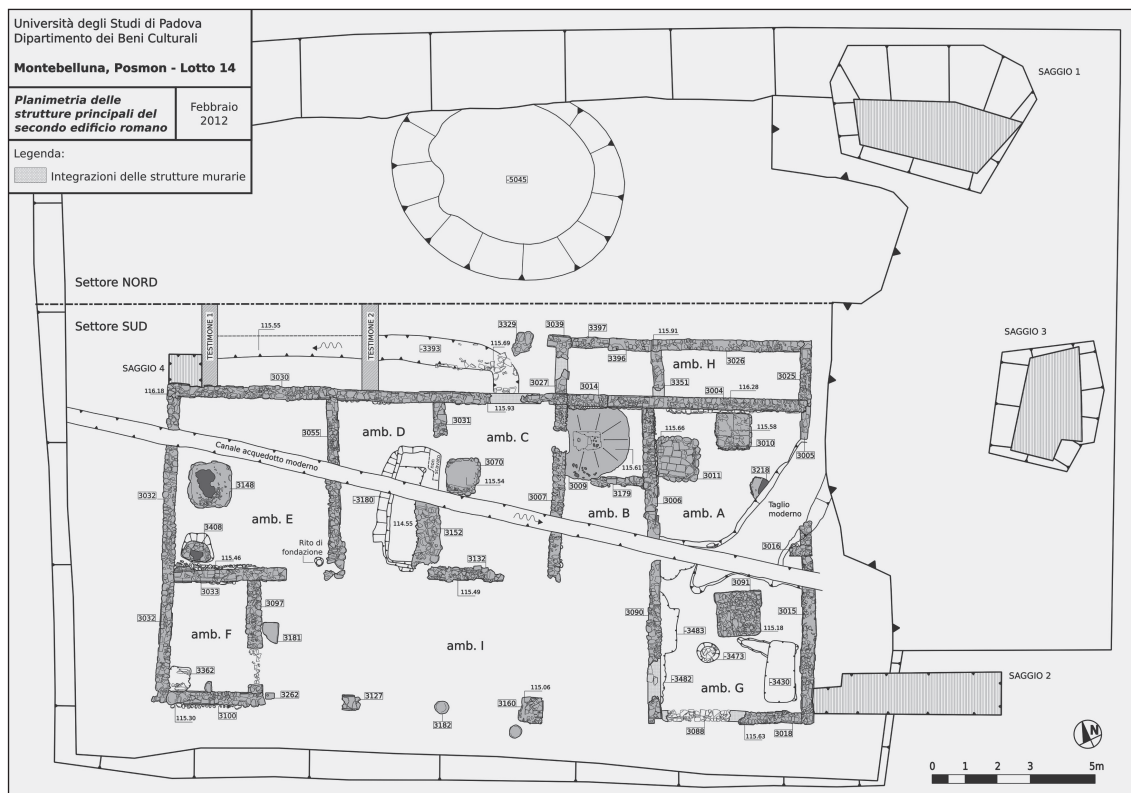 Università degli Studi di Padova
Dipartimento dei Beni Culturali
Montebelluna, Posmon - Lotto 14
Planimetria delle
strutture principali del
secondo edificio romano
Febbraio
2012
Legenda:
Integrazioni delle strutture murarie
SAGGIO 1
-5045
Settore NORD
Settore SUD
TESTIMONE 1
TESTIMONE 2
115.55
-3393
115.69
3329
3039
3397
115.91
SAGGIO 3
3396
amb. H
3026
SAGGIO 4
3025
116.18
3030
3027
3014
3351
3004
116.28
115.93
3055
amb. D
3031
amb. C
115.66
115.58
3010
3005
Canale acquedotto moderno
3070
115.54
115.61
3011
3218
3032
3148
-3180
3007
3009
3179
3006
amb. A
Taglio
moderno
amb. E
114.55
amb. B
3408
3152
Rito di
fondazione
3016
115.46
3132
3033
115.49
3091
3032
3097
3090
3015
115.18
amb. F
3181
-3483
amb. I
-3473
3362
-3482
-3430
SAGGIO 2
amb. G
3262
3127
115.06
3160
115.30
3100
3182
3088
115.63
3018
N
0 1 2 3 5m